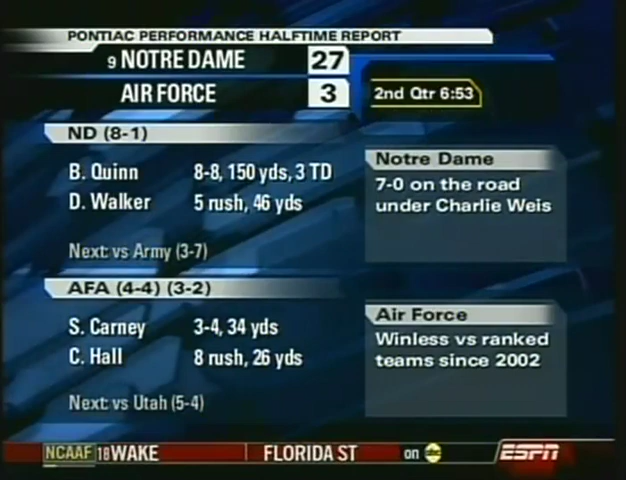 PONTIAC PERFORMANCE HALFTIME REPORT
9 NOTRE DAME 27
AIR FORCE 3
2nd Qtr 6:53
ND (8-1)
B. Quinn 8-8, 150 yds, 3 TD
D. Walker 5 rush, 46 yds
Next: vs Army (3-7)
Notre Dame
7-0 on the road
under Charlie Weis
AFA (4-4) (3-2)
S. Carney 3-4, 34 yds
C. Hall 8 rush, 26 yds
Next: vs Utah (5-4)
Air Force
Winless vs ranked
teams since 2002
NCAAF 18 WAKE FLORIDA ST on abc ESPN